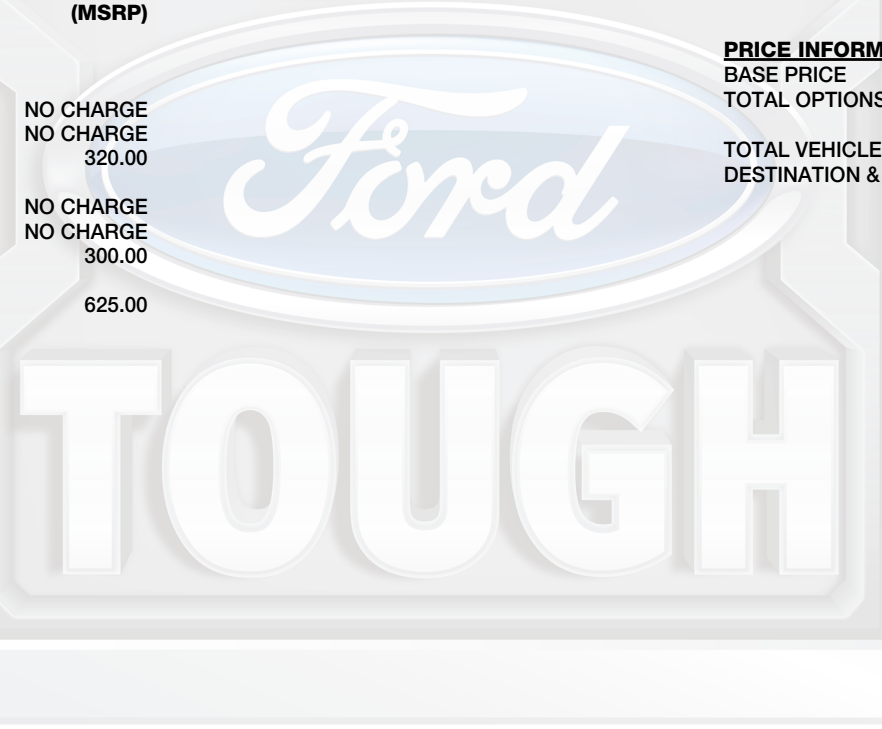 (MSRP)
NO CHARGE
NO CHARGE
320.00
NO CHARGE
NO CHARGE
300.00
625.00
PRICE INFORM
BASE PRICE
TOTAL OPTIONS
TOTAL VEHICLE
DESTINATION &
Ford
TOUGH